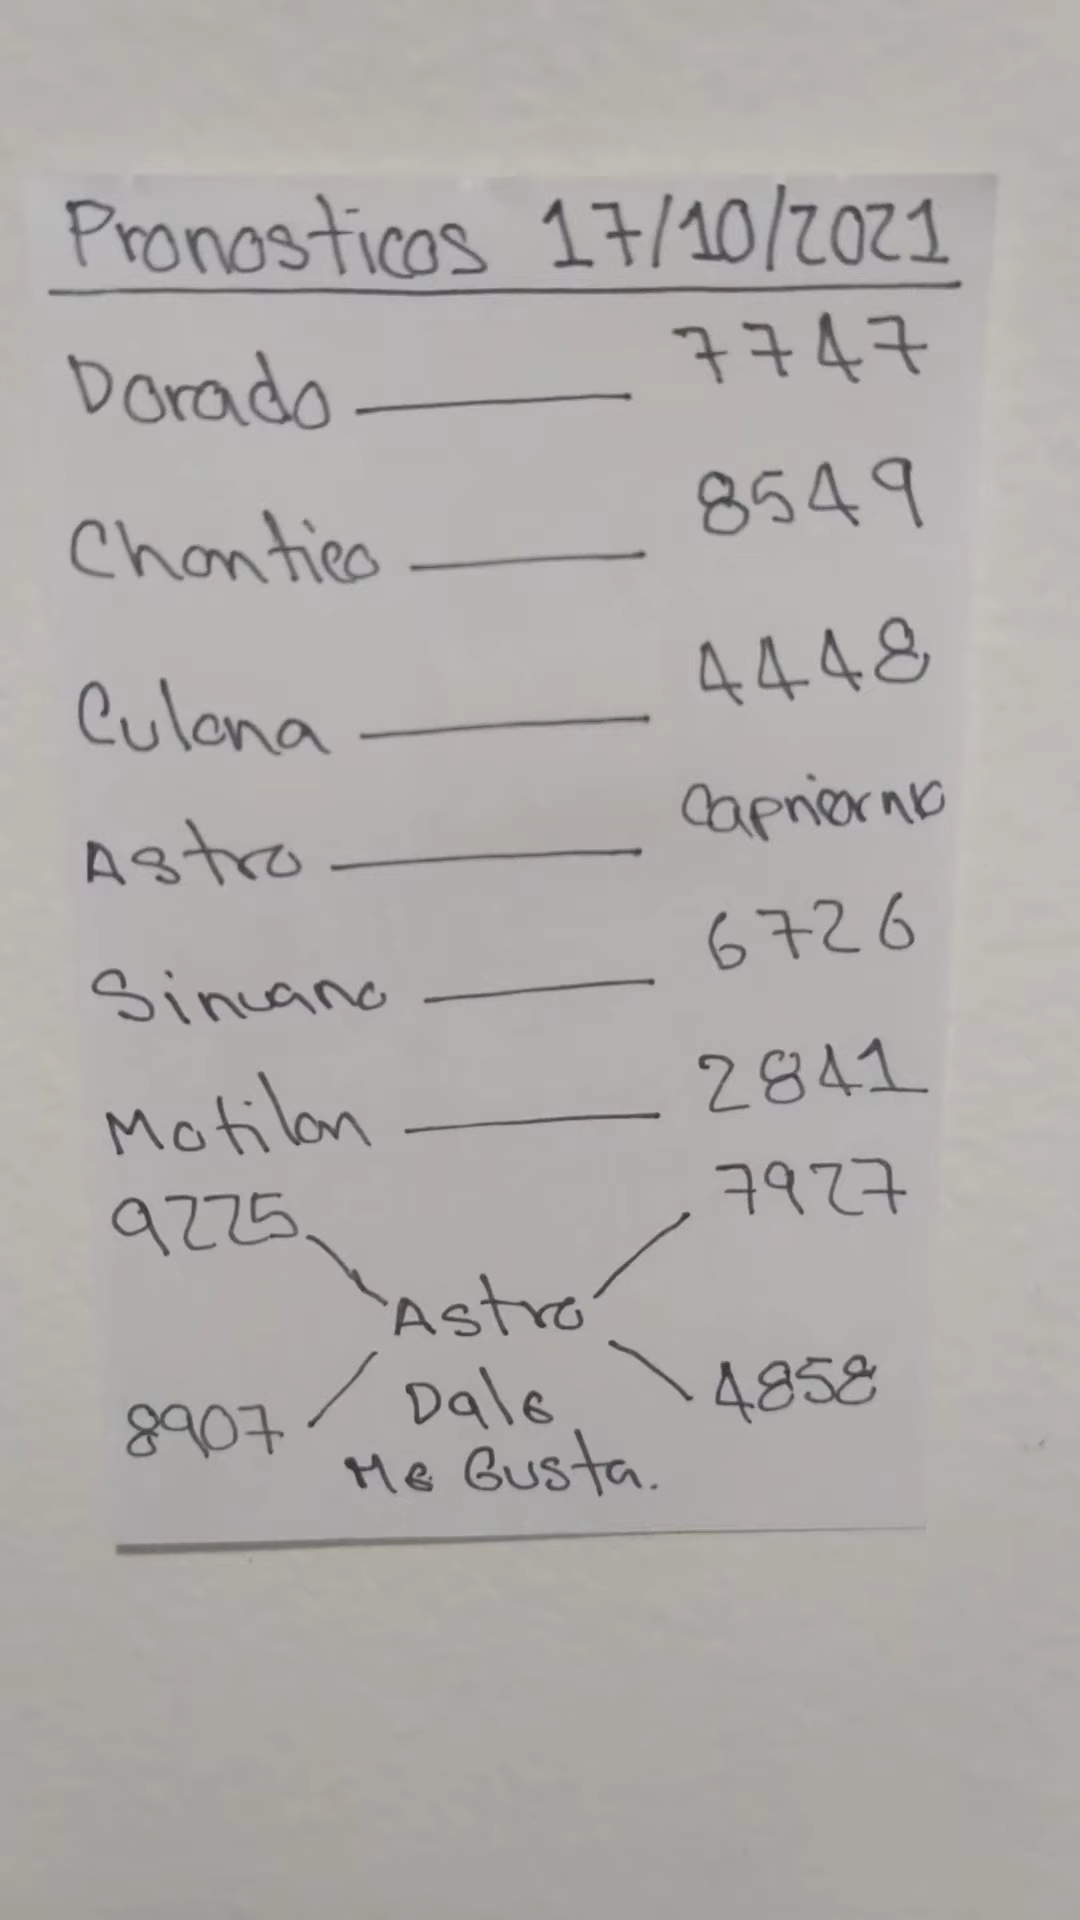 Pronosticos 17/10/2021
Dorado 7747
Chontico 8549
Culona 4448
Astro Capricornio
Sinuano 6726
Motilon 2841
9225 7927
Astro
8907 Dale 4858
Me Gusta.